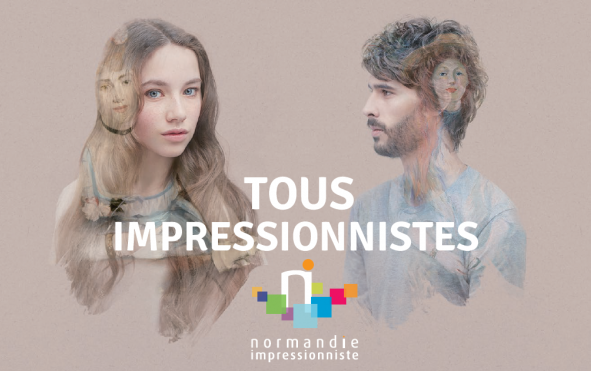 TOUS
IMPRESSIONNISTES
n
normandie
impressionniste